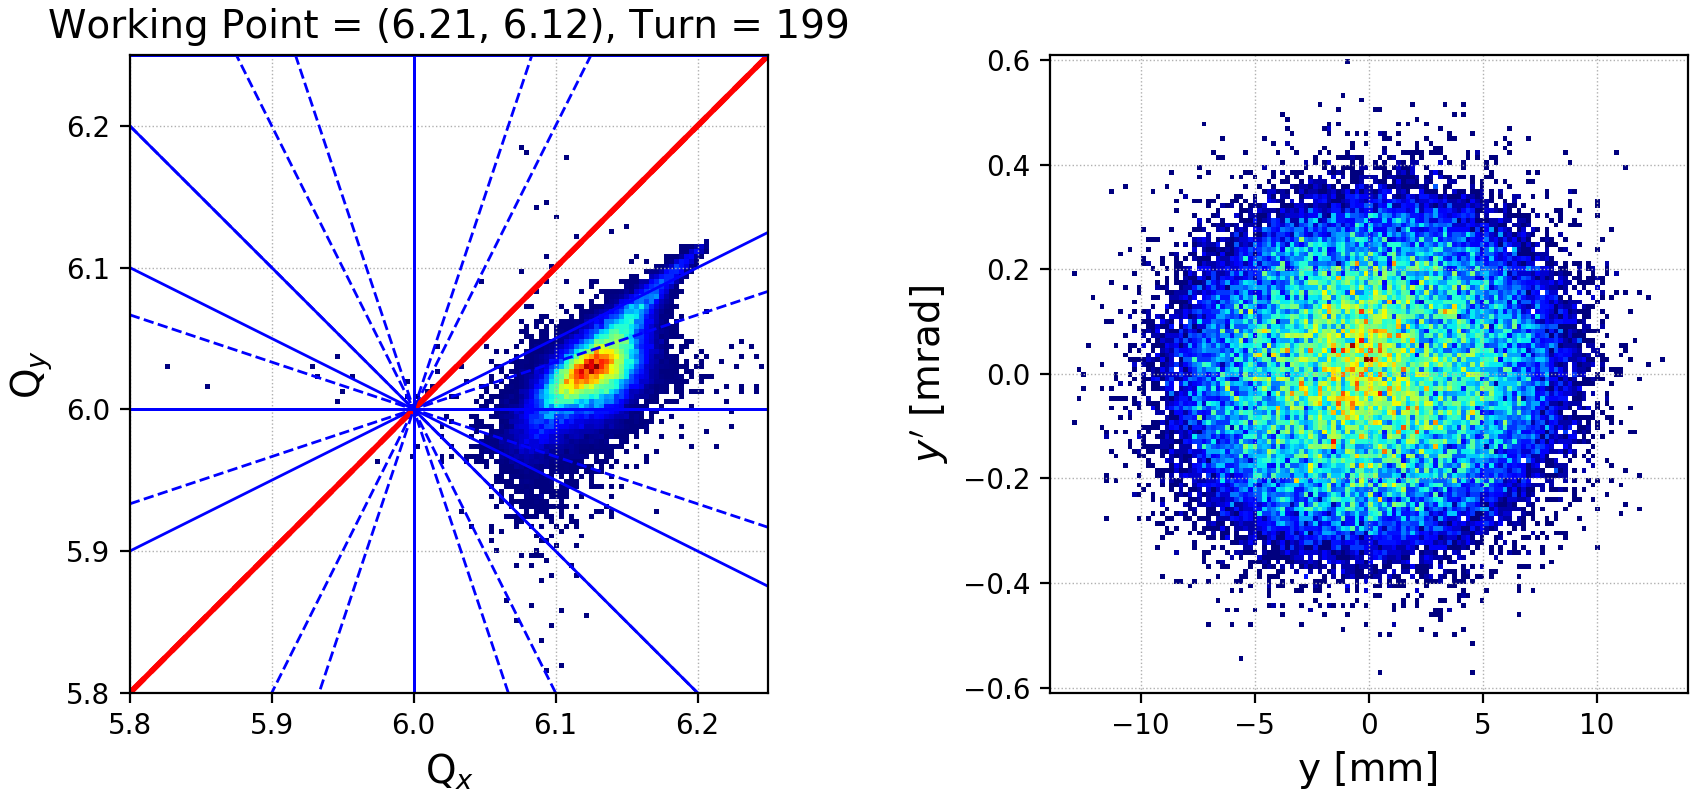 Working Point = (6.21, 6.12), Turn = 199
6.2
6.1
6.0
5.9
5.8
Q_y
5.8 5.9 6.0 6.1 6.2
Q_x
0.6
0.4
0.2
0.0
−0.2
−0.4
−0.6
y′ [mrad]
−10 −5 0 5 10
y [mm]